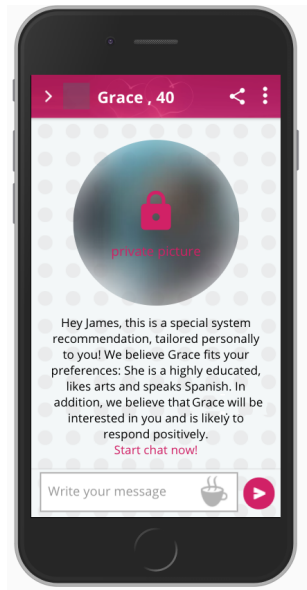 Grace , 40
private picture
Hey James, this is a special system
recommendation, tailored personally
to you! We believe Grace fits your
preferences: She is a highly educated,
likes arts and speaks Spanish. In
addition, we believe that Grace will be
interested in you and is likely to
respond positively.
Start chat now!
Write your message